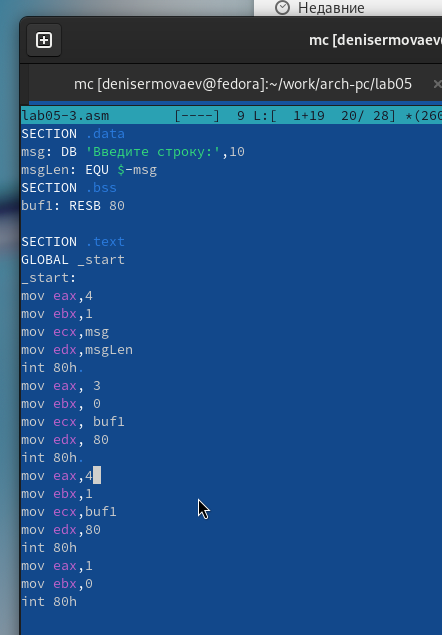 Недавние
mc [denisermovaev
mc [denisermovaev@fedora]:~/work/arch-pc/lab05
lab05-3.asm [----] 9 L:[ 1+19 20/ 28] *(260
SECTION .data
msg: DB 'Введите строку:',10
msgLen: EQU $-msg
SECTION .bss
buf1: RESB 80
SECTION .text
GLOBAL _start
_start:
mov eax,4
mov ebx,1
mov ecx,msg
mov edx,msgLen
int 80h.
mov eax, 3
mov ebx, 0
mov ecx, buf1
mov edx, 80
int 80h.
mov eax,4
mov ebx,1
mov ecx,buf1
mov edx,80
int 80h
mov eax,1
mov ebx,0
int 80h